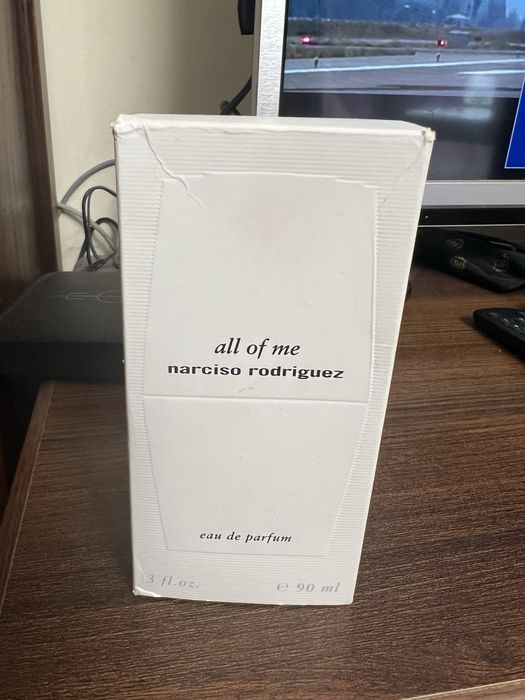 all of me
narciso rodriguez
eau de parfum
3 fl.oz. ℮ 90 ml